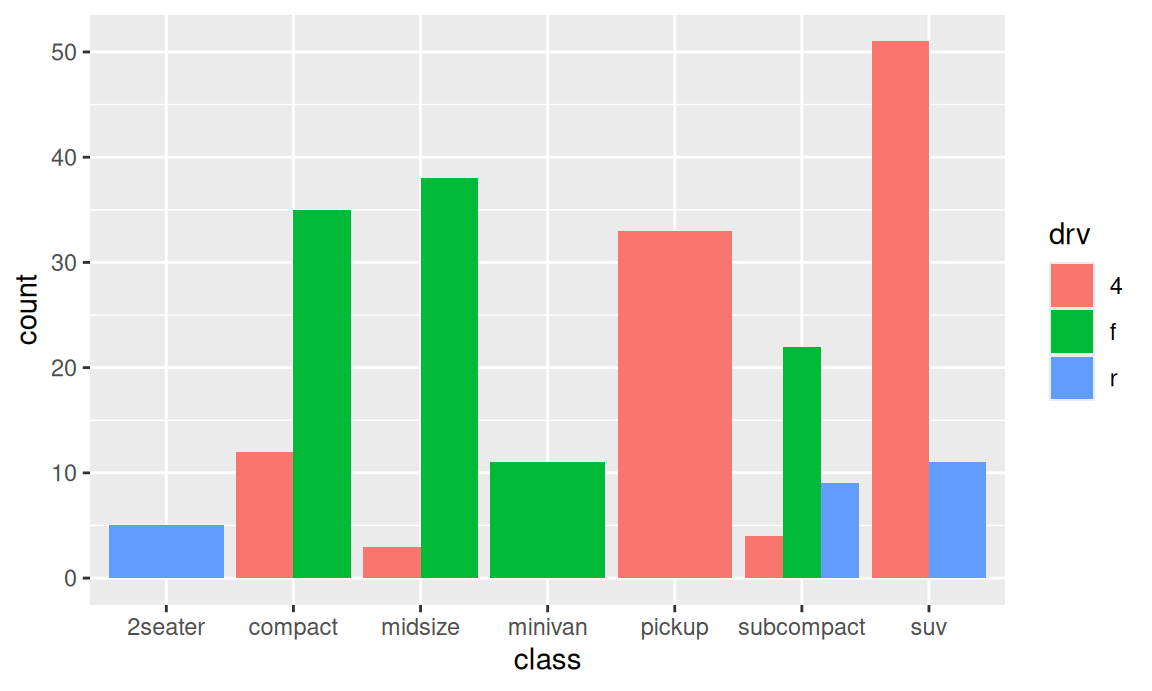 50
40
30
20
10
0
count
2seater compact midsize minivan pickup subcompact suv
class
drv
4
f
r